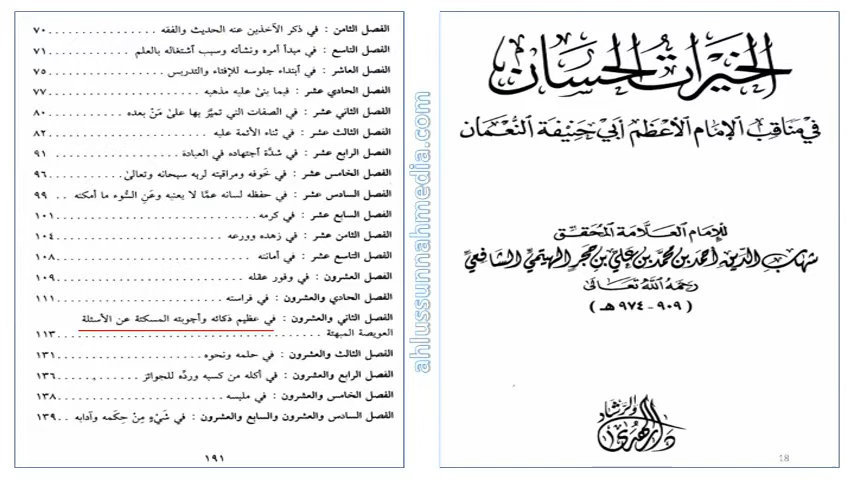 الخيرات الحسان
في مناقب الإمام الأعظم أبي حنيفة النعمان
للإمام العلامة المحقق
شهاب الدين أحمد بن محمد بن علي بن حجر الهيتمي الشافعي
رحمه الله تعالى
(٩٠٩-٩٧٤ هـ)
دار الهدى والرشاد
18
ahlussunnahmedia.com
الفصل الثامن : في ذكر الآخذين عنه الحديث والفقه ................ ٧٠
الفصل التاسع : في مبدأ أمره ونشأته وسبب اشتغاله بالعلم ............ ٧١
الفصل العاشر : في ابتداء جلوسه للإفتاء والتدريس ................ ٧٥
الفصل الحادي عشر : فيما بنى عليه مذهبه ...................... ٧٧
الفصل الثاني عشر : في الصفات التي تميَّز بها على مَنْ بعده ........ ٨٠
الفصل الثالث عشر : في ثناء الأئمة عليه ...................... ٨٢
الفصل الرابع عشر : في شدَّة اجتهاده في العبادة ................ ٩١
الفصل الخامس عشر : في خوفه ومراقبته لربه سبحانه وتعالى ........ ٩٦
الفصل السادس عشر : في حفظه لسانه عمَّا لا يعنيه وعَنِ السُّوء ما أمكنه .. ٩٩
الفصل السابع عشر : في كرمه ............................ ١٠١
الفصل الثامن عشر : في زهده وورعه ...................... ١٠٤
الفصل التاسع عشر : في أمانته .......................... ١٠٨
الفصل العشرون : في وفور عقله .......................... ١٠٩
الفصل الحادي والعشرون : في فراسته ...................... ١١١
الفصل الثاني والعشرون : في عظيم ذكائه وأجوبته المسكتة عن الأسئلة
العويصة المبهتة .................................... ١١٣
الفصل الثالث والعشرون : في حلمه ونحوه .................. ١٣١
الفصل الرابع والعشرون : في أكله من كسبه وردِّه للجوائز .......... ١٣٦
الفصل الخامس والعشرون : في ملبسه ...................... ١٣٨
الفصل السادس والعشرون والسابع والعشرون : في شَيْءٍ مِنْ حِكَمه وآدابه .. ١٣٩
١٩١